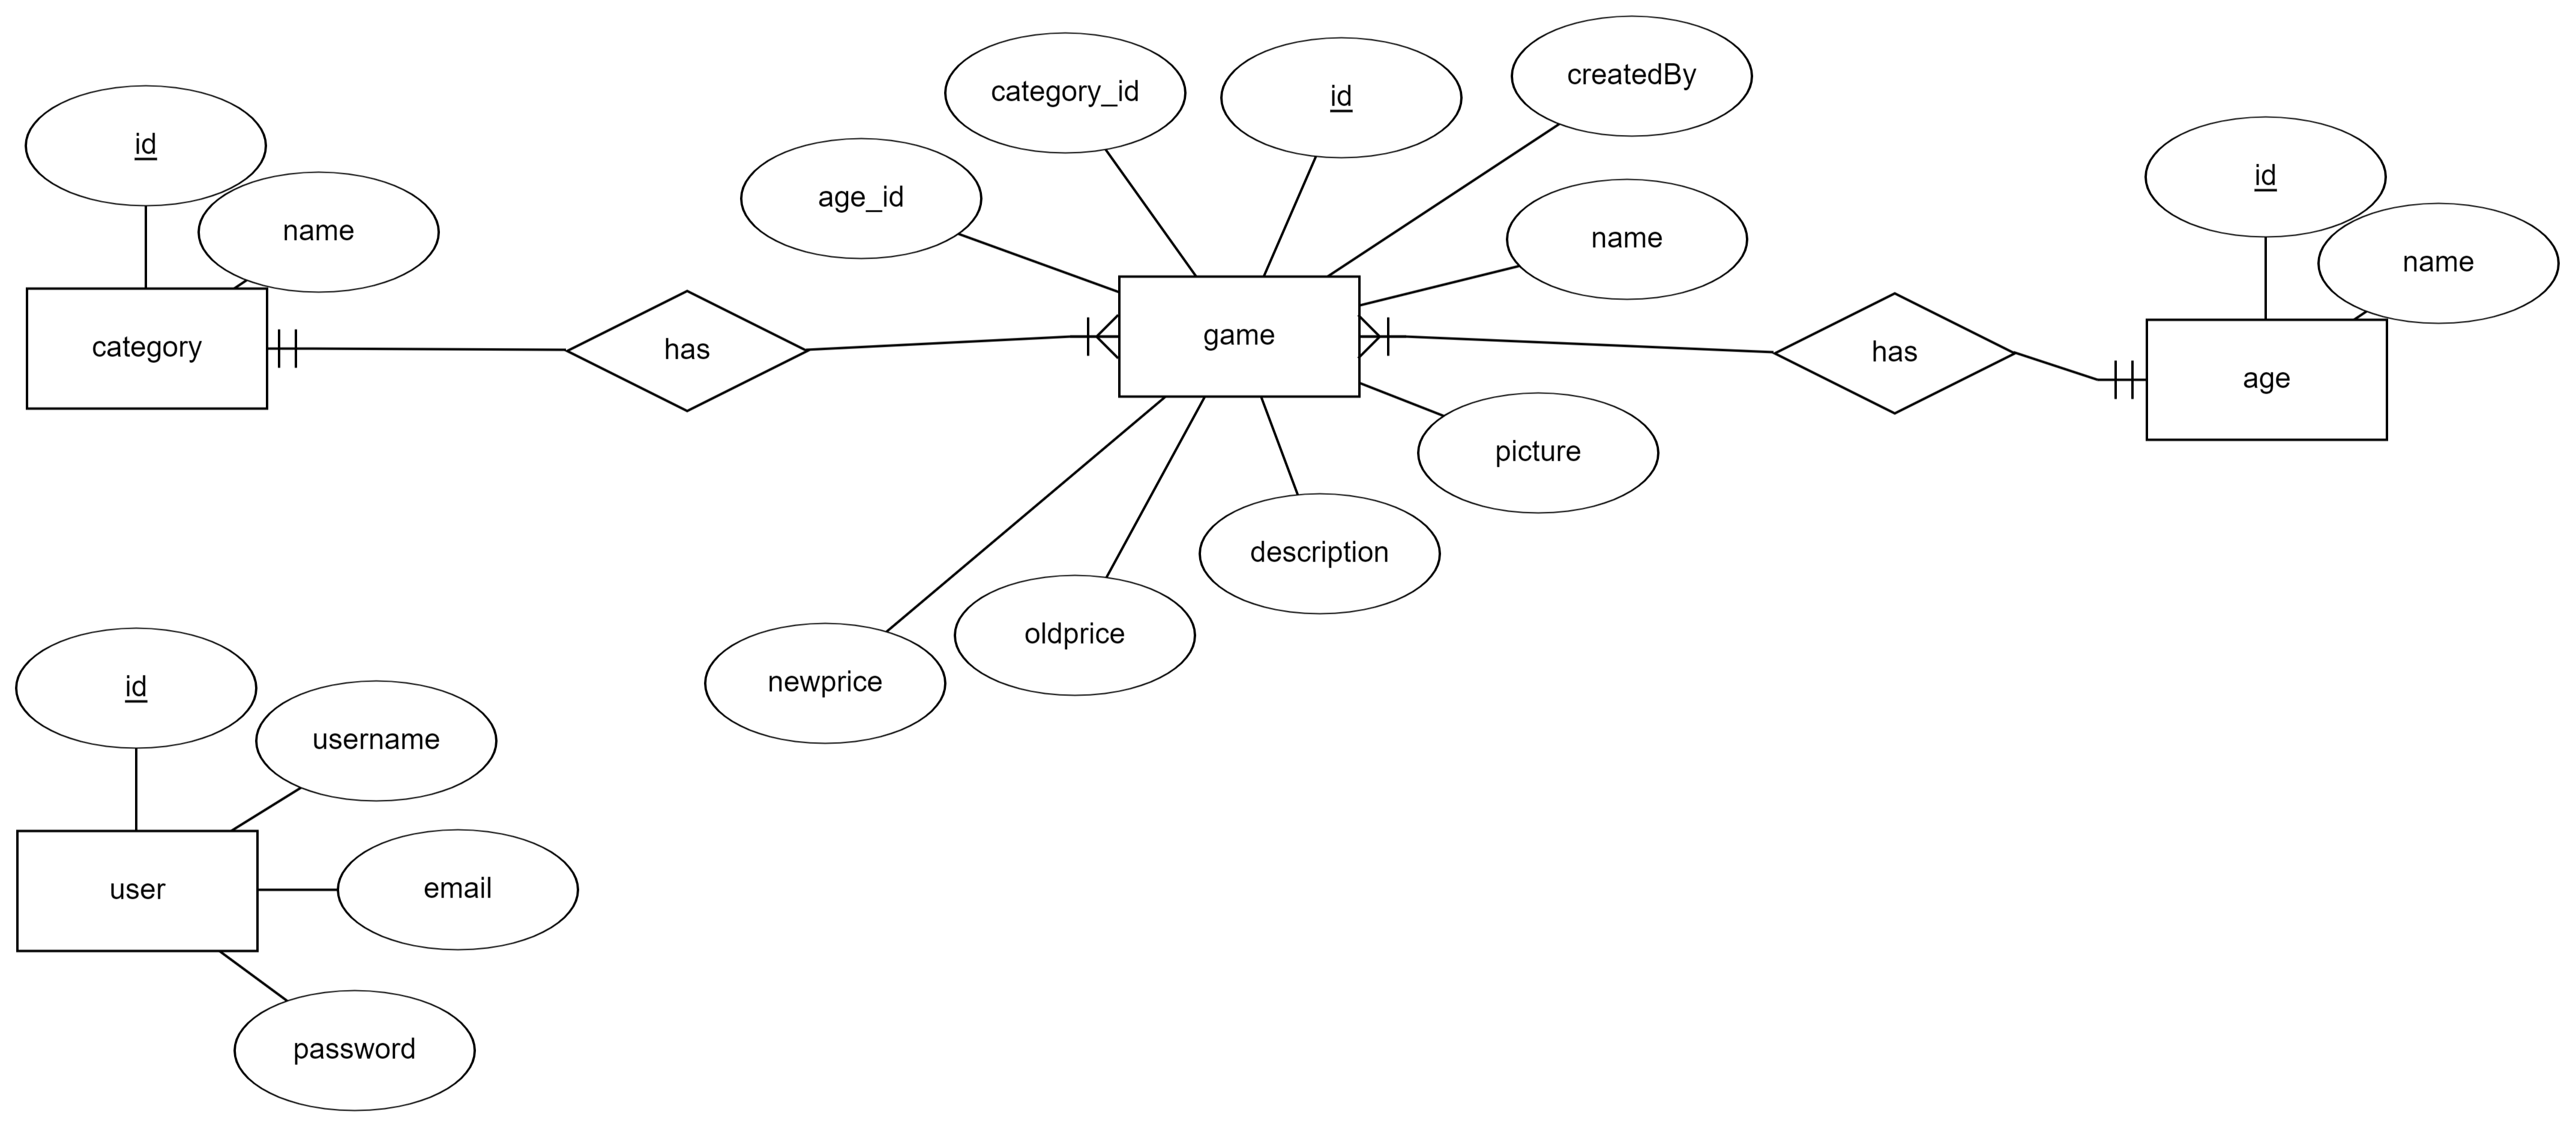 createdBy
category_id
id
id
id
age_id
name
name
name
game
category
has
has
age
picture
description
oldprice
newprice
id
username
user
email
password